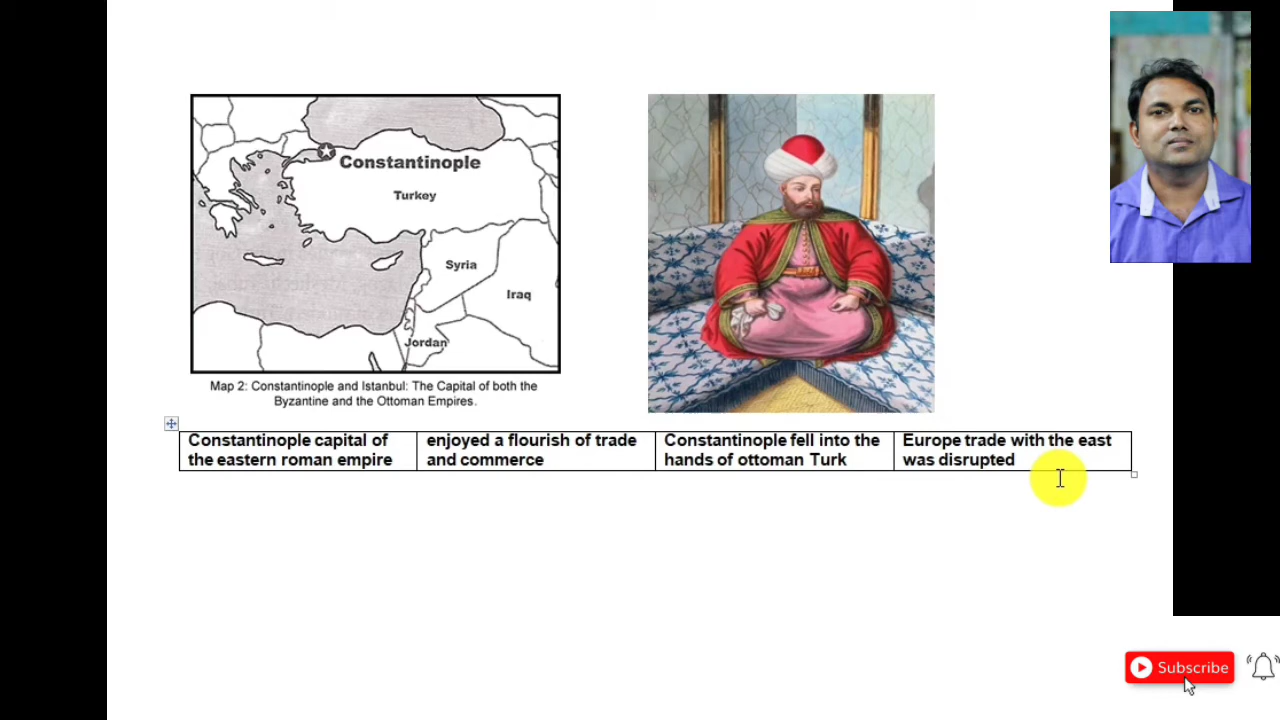 Constantinople
Turkey
Syria
Iraq
Jordan
Map 2: Constantinople and Istanbul: The Capital of both the
Byzantine and the Ottoman Empires.
Constantinople capital of
the eastern roman empire
enjoyed a flourish of trade
and commerce
Constantinople fell into the
hands of ottoman Turk
Europe trade with the east
was disrupted
Subscribe